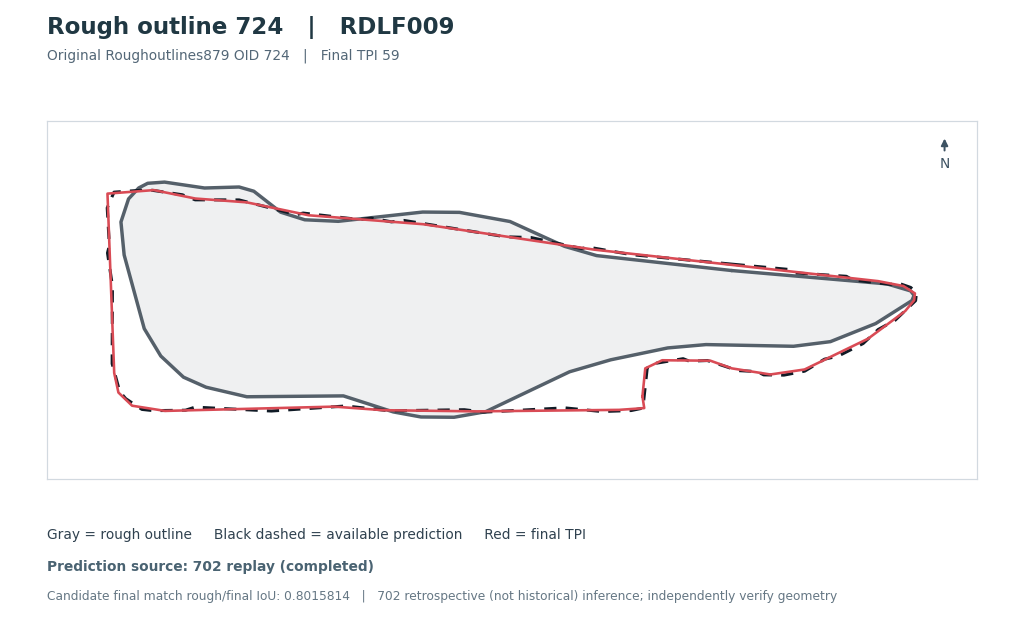 Rough outline 724   |   RDLF009
Original Roughoutlines879 OID 724   |   Final TPI 59
N
Gray = rough outline     Black dashed = available prediction     Red = final TPI
Prediction source: 702 replay (completed)
Candidate final match rough/final IoU: 0.8015814   |   702 retrospective (not historical) inference; independently verify geometry